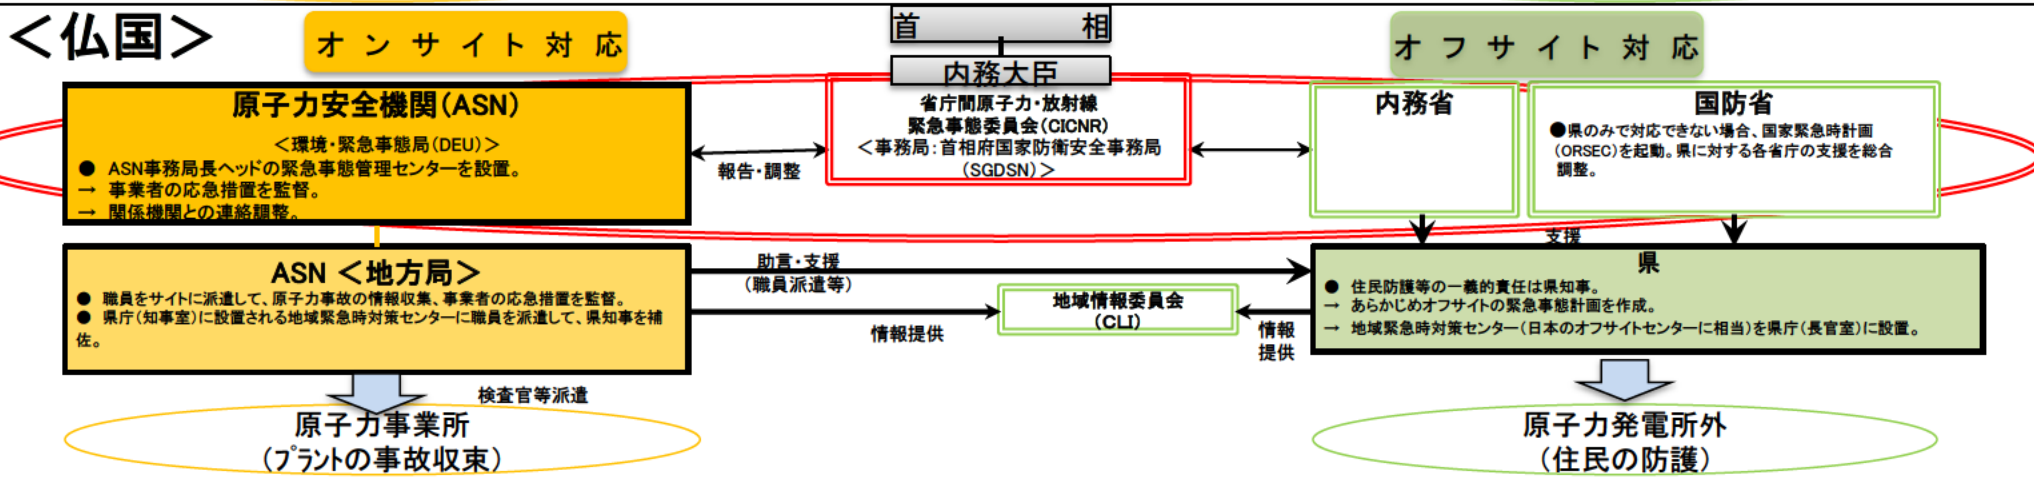 ＜仏国＞
オンサイト対応
首　相
オフサイト対応
内務大臣
原子力安全機関(ASN)
＜環境・緊急事態局(DEU)＞
● ASN事務局長ヘッドの緊急事態管理センターを設置。
→ 事業者の応急措置を監督。
→ 関係機関との連絡調整。
報告・調整
省庁間原子力・放射線
緊急事態委員会(CICNR)
＜事務局：首相府国家防衛安全事務局
(SGDSN)＞
内務省
国防省
●県のみで対応できない場合、国家緊急時計画
(ORSEC)を起動。県に対する各省庁の支援を総合
調整。
支援
ASN ＜地方局＞
● 職員をサイトに派遣して、原子力事故の情報収集、事業者の応急措置を監督。
● 県庁(知事室)に設置される地域緊急時対策センターに職員を派遣して、県知事を補
佐。
助言・支援
(職員派遣等)
情報提供
地域情報委員会
(CLI)
情報
提供
県
● 住民防護等の一義的責任は県知事。
→ あらかじめオフサイトの緊急事態計画を作成。
→ 地域緊急時対策センター(日本のオフサイトセンターに相当)を県庁(長官室)に設置。
検査官等派遣
原子力事業所
(プラントの事故収束)
原子力発電所外
(住民の防護)